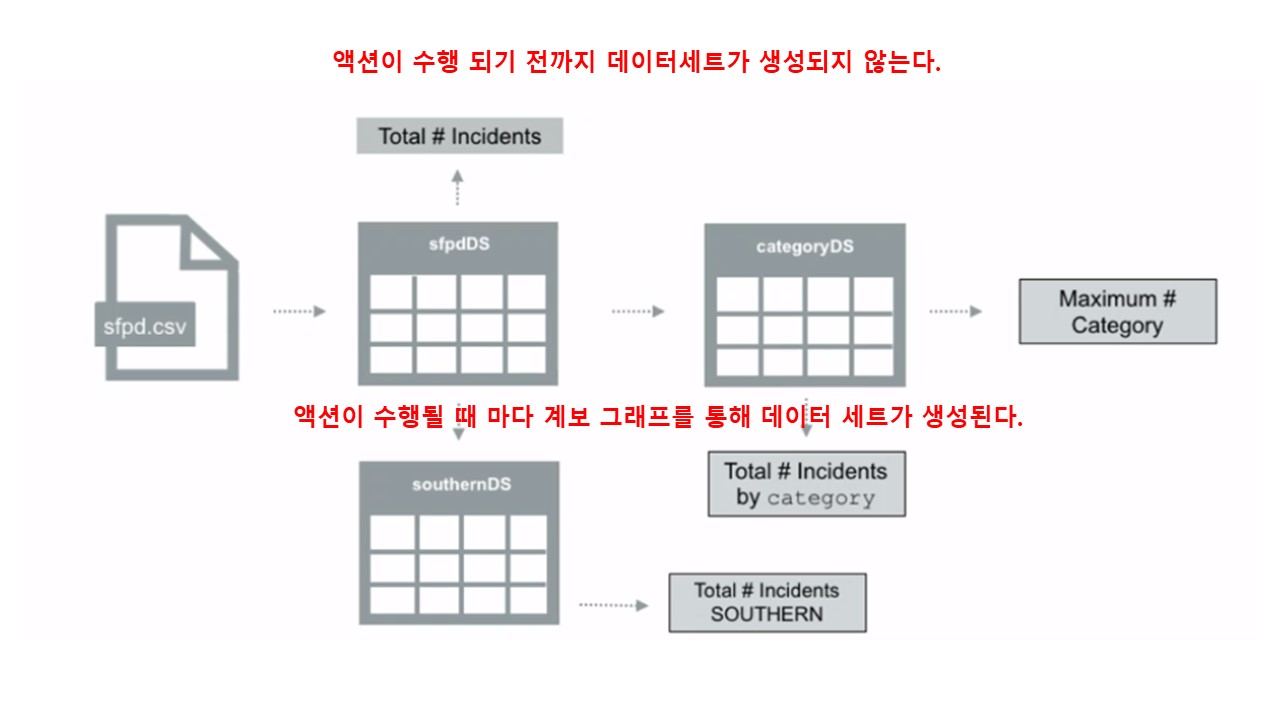 액션이 수행 되기 전까지 데이터세트가 생성되지 않는다.
Total # Incidents
sfpd.csv
sfpdDS
categoryDS
Maximum #
Category
액션이 수행될 때 마다 계보 그래프를 통해 데이터 세트가 생성된다.
southernDS
Total # Incidents
by category
Total # Incidents
SOUTHERN